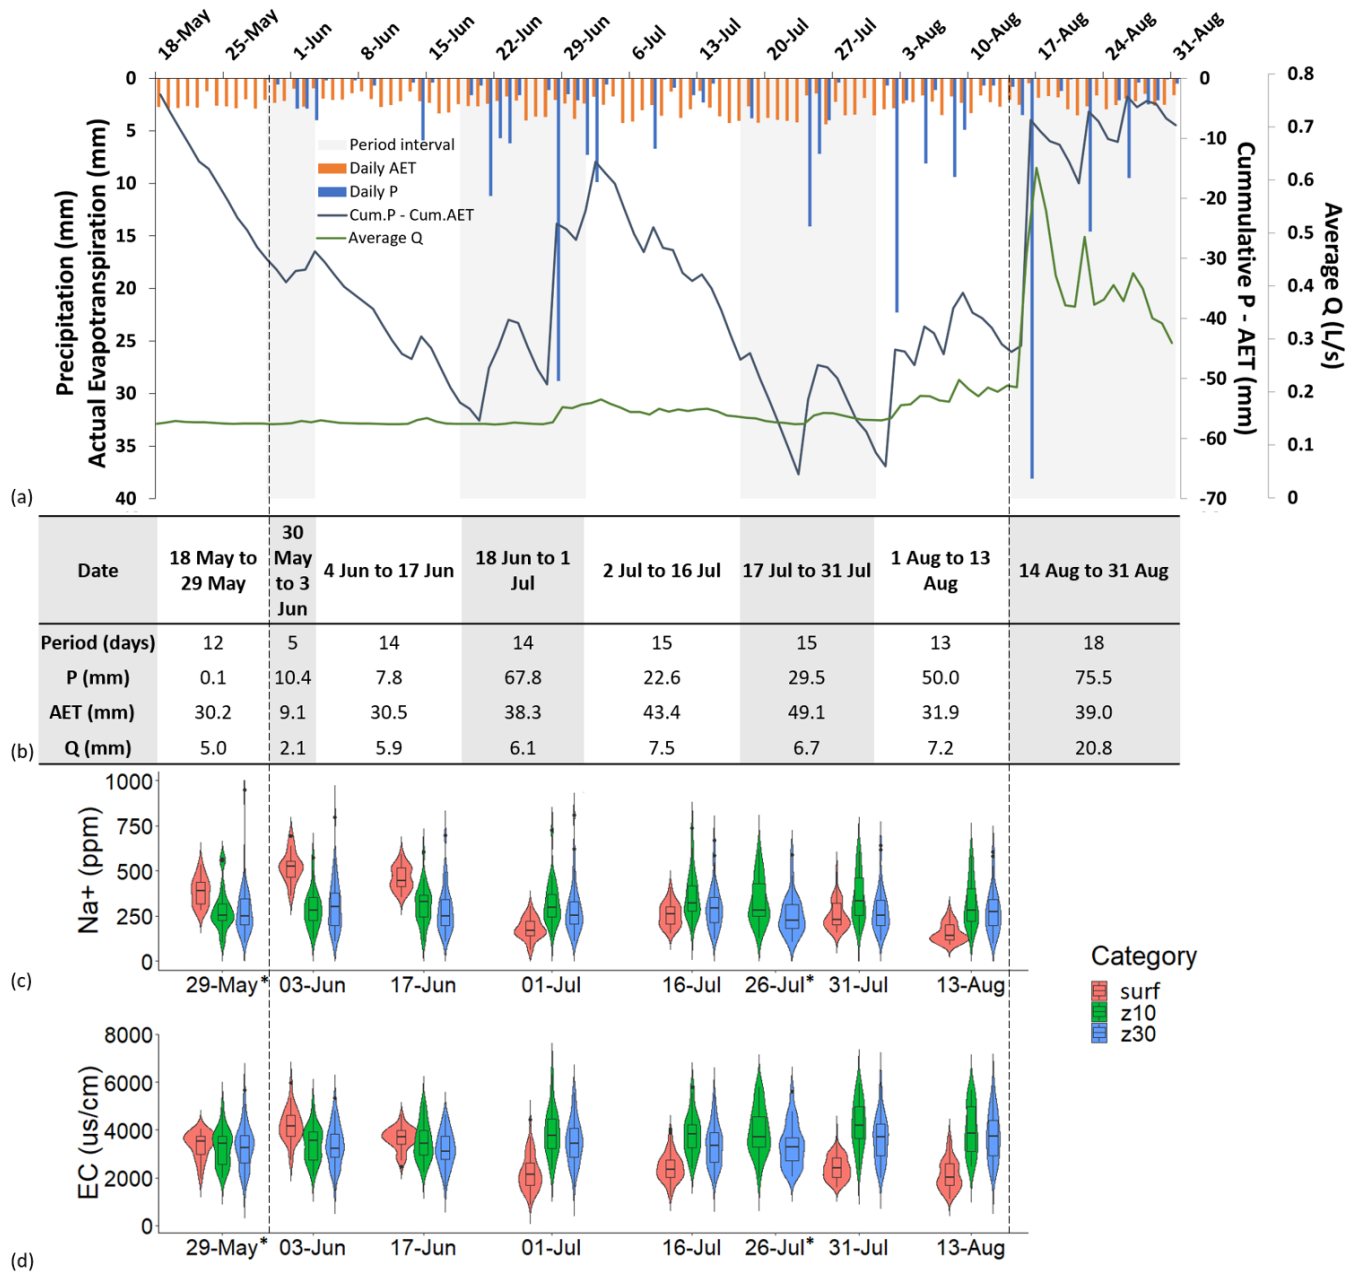 18-May 25-May 1-Jun 8-Jun 15-Jun 22-Jun 29-Jun 6-Jul 13-Jul 20-Jul 27-Jul 3-Aug 10-Aug 17-Aug 24-Aug 31-Aug
Precipitation (mm)
Actual Evapotranspiration (mm)
0
5
10
15
20
25
30
35
40
Period interval
Daily AET
Daily P
Cum.P - Cum.AET
Average Q
0
-10
-20
-30
-40
-50
-60
-70
Cummulative P - AET (mm)
0.8
0.7
0.6
0.5
0.4
0.3
0.2
0.1
0
Average Q (L/s)
(a)
Date
18 May to
29 May
30
May
to 3
Jun
4 Jun to 17 Jun
18 Jun to 1
Jul
2 Jul to 16 Jul
17 Jul to 31 Jul
1 Aug to 13
Aug
14 Aug to 31 Aug
Period (days) 12 5 14 14 15 15 13 18
P (mm) 0.1 10.4 7.8 67.8 22.6 29.5 50.0 75.5
AET (mm) 30.2 9.1 30.5 38.3 43.4 49.1 31.9 39.0
Q (mm) 5.0 2.1 5.9 6.1 7.5 6.7 7.2 20.8
(b)
Na+ (ppm)
1000
750
500
250
0
29-May* 03-Jun 17-Jun 01-Jul 16-Jul 26-Jul* 31-Jul 13-Aug
(c)
Category
surf
z10
z30
EC (us/cm)
8000
6000
4000
2000
0
29-May* 03-Jun 17-Jun 01-Jul 16-Jul 26-Jul* 31-Jul 13-Aug
(d)